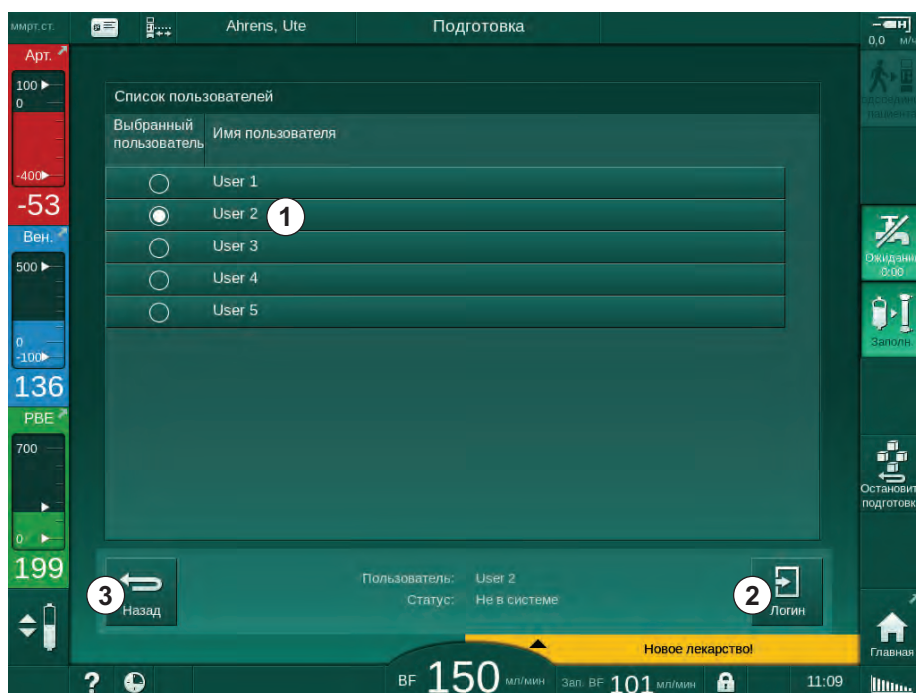 ммрт.ст.
Ahrens, Ute
Подготовка
0,0 м/ч
Арт.
100
0
-400
-53
Вен.
500
0
-100
136
PBE
700
0
199
Список пользователей
Выбранный
пользователь
Имя пользователя
User 1
User 2
1
User 3
User 4
User 5
Ожидани
0:00
Заполн.
Остановит
подготовк
3
Назад
Пользователь: User 2
Статус: Не в системе
2
Логин
Новое лекарство!
Главная
?
BF 150 мл/мин
Зап. BF 101 мл/мин
11:09